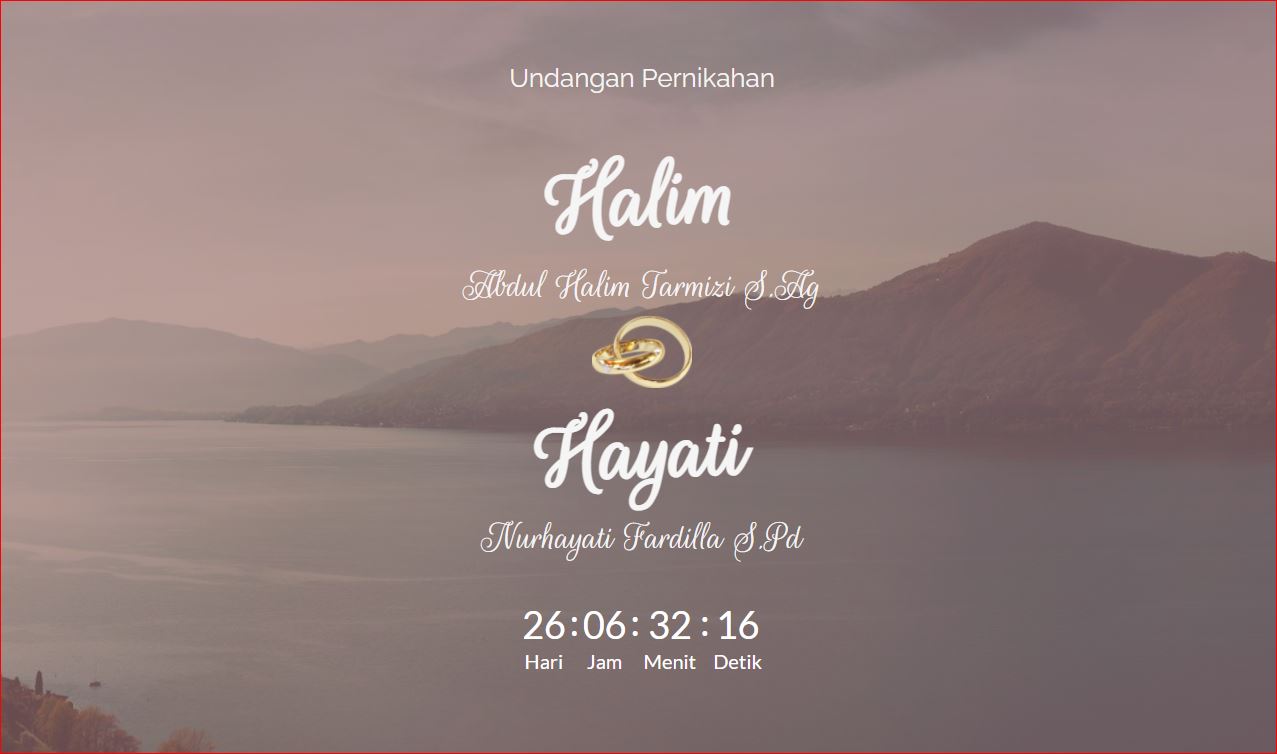 Undangan Pernikahan
Halim
Abdul Halim Tarmizi S.Ag
Hayati
Nurhayati Fardilla S.Pd
26 : 06 : 32 : 16
Hari Jam Menit Detik